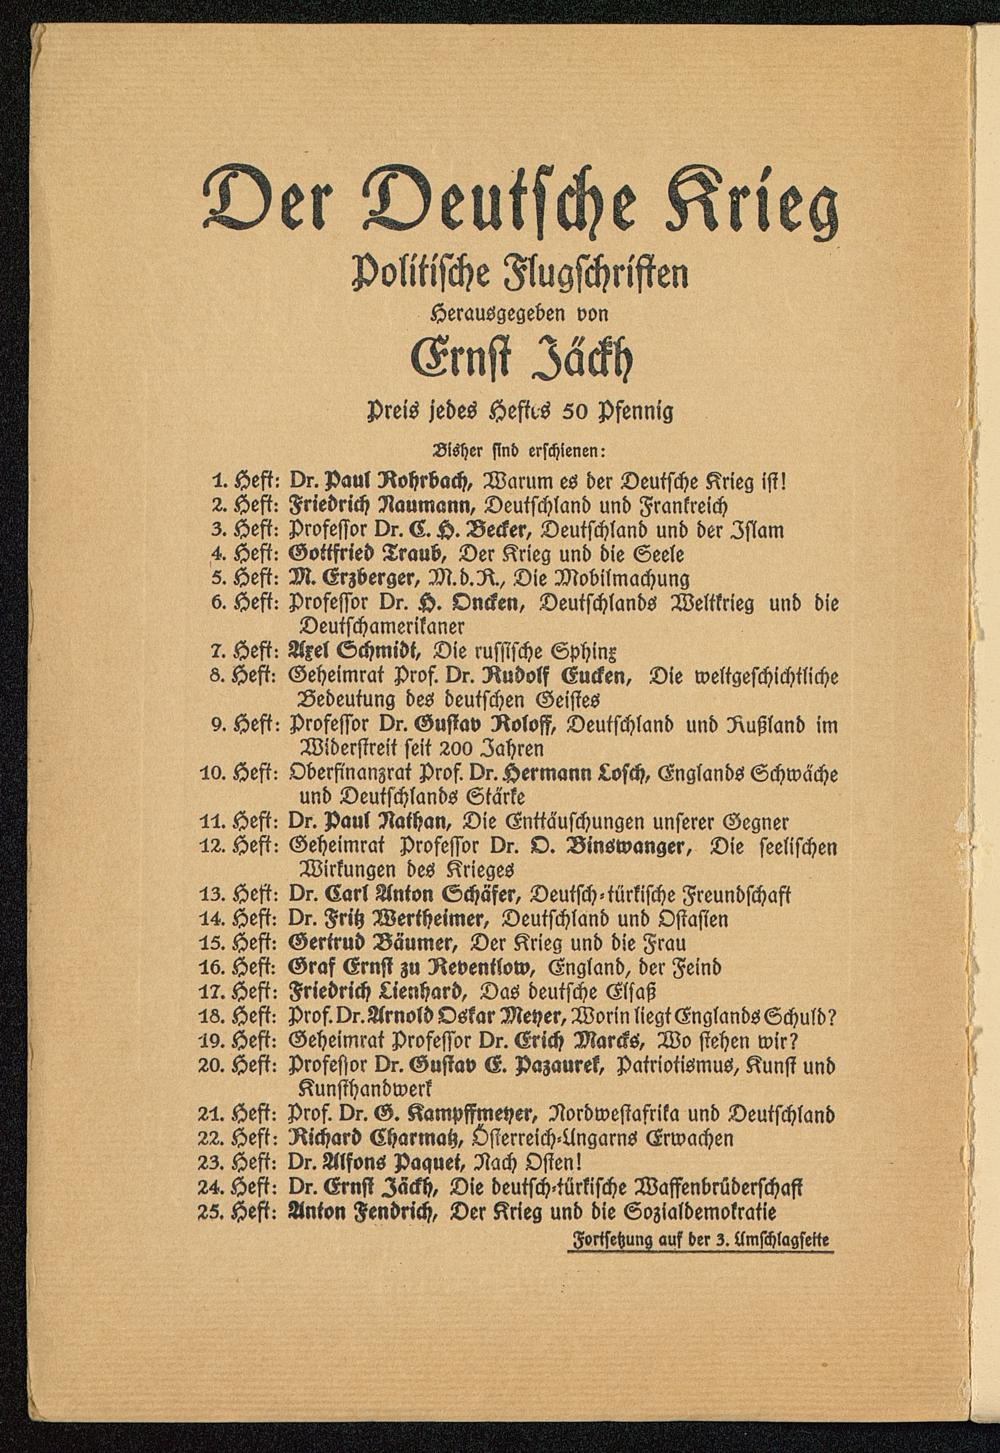 Der Deutsche Krieg
Politische Flugschriften
Herausgegeben von
Ernst Jäckh
Preis jedes Heftes 50 Pfennig
Bisher sind erschienen:
1. Heft: Dr. Paul Rohrbach, Warum es der Deutsche Krieg ist!
2. Heft: Friedrich Naumann, Deutschland und Frankreich
3. Heft: Professor Dr. C. H. Becker, Deutschland und der Islam
4. Heft: Gottfried Traub, Der Krieg und die Seele
5. Heft: M. Erzberger, M.d.R., Die Mobilmachung
6. Heft: Professor Dr. H. Oncken, Deutschlands Weltkrieg und die
Deutschamerikaner
7. Heft: Axel Schmidt, Die russische Sphinx
8. Heft: Geheimrat Prof. Dr. Rudolf Eucken, Die weltgeschichtliche
Bedeutung des deutschen Geistes
9. Heft: Professor Dr. Gustav Roloff, Deutschland und Rußland im
Widerstreit seit 200 Jahren
10. Heft: Oberfinanzrat Prof. Dr. Hermann Losch, Englands Schwäche
und Deutschlands Stärke
11. Heft: Dr. Paul Nathan, Die Enttäuschungen unserer Gegner
12. Heft: Geheimrat Professor Dr. O. Binswanger, Die seelischen
Wirkungen des Krieges
13. Heft: Dr. Carl Anton Schäfer, Deutsch-türkische Freundschaft
14. Heft: Dr. Fritz Wertheimer, Deutschland und Ostasien
15. Heft: Gertrud Bäumer, Der Krieg und die Frau
16. Heft: Graf Ernst zu Reventlow, England, der Feind
17. Heft: Friedrich Lienhard, Das deutsche Elsaß
18. Heft: Prof. Dr. Arnold Oskar Meyer, Worin liegt Englands Schuld?
19. Heft: Geheimrat Professor Dr. Erich Marcks, Wo stehen wir?
20. Heft: Professor Dr. Gustav E. Pazaurek, Patriotismus, Kunst und
Kunsthandwerk
21. Heft: Prof. Dr. G. Kampffmeyer, Nordwestafrika und Deutschland
22. Heft: Richard Charmatz, Österreich-Ungarns Erwachen
23. Heft: Dr. Alfons Paquet, Nach Osten!
24. Heft: Dr. Ernst Jäckh, Die deutsch-türkische Waffenbrüderschaft
25. Heft: Anton Fendrich, Der Krieg und die Sozialdemokratie
Fortsetzung auf der 3. Umschlagseite